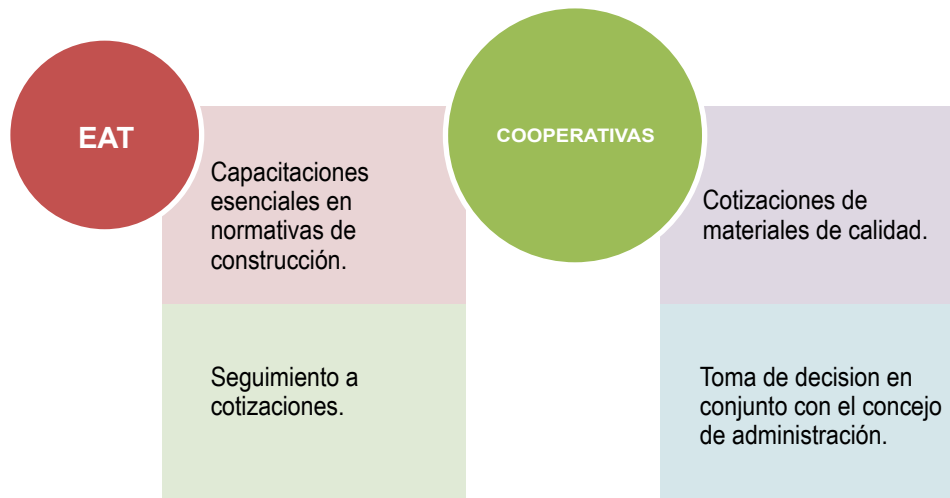 EAT
Capacitaciones
esenciales en
normativas de
construcción.
Seguimiento a
cotizaciones.
COOPERATIVAS
Cotizaciones de
materiales de calidad.
Toma de decision en
conjunto con el concejo
de administración.